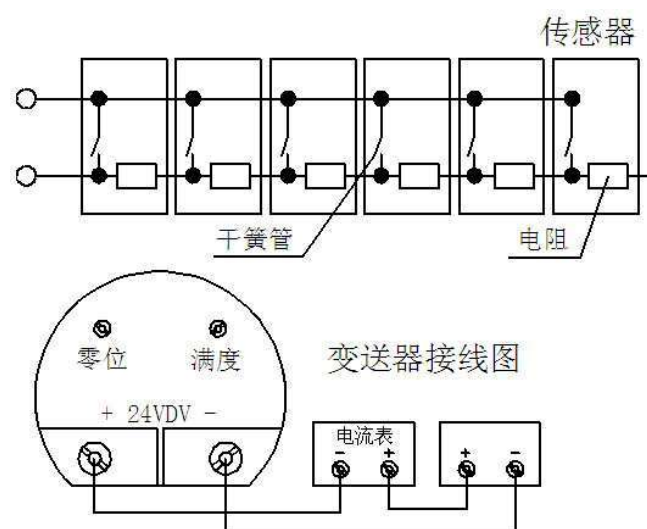 传感器
干簧管
电阻
零位
满度
变送器接线图
+ 24VDV -
电流表
- +
+ -